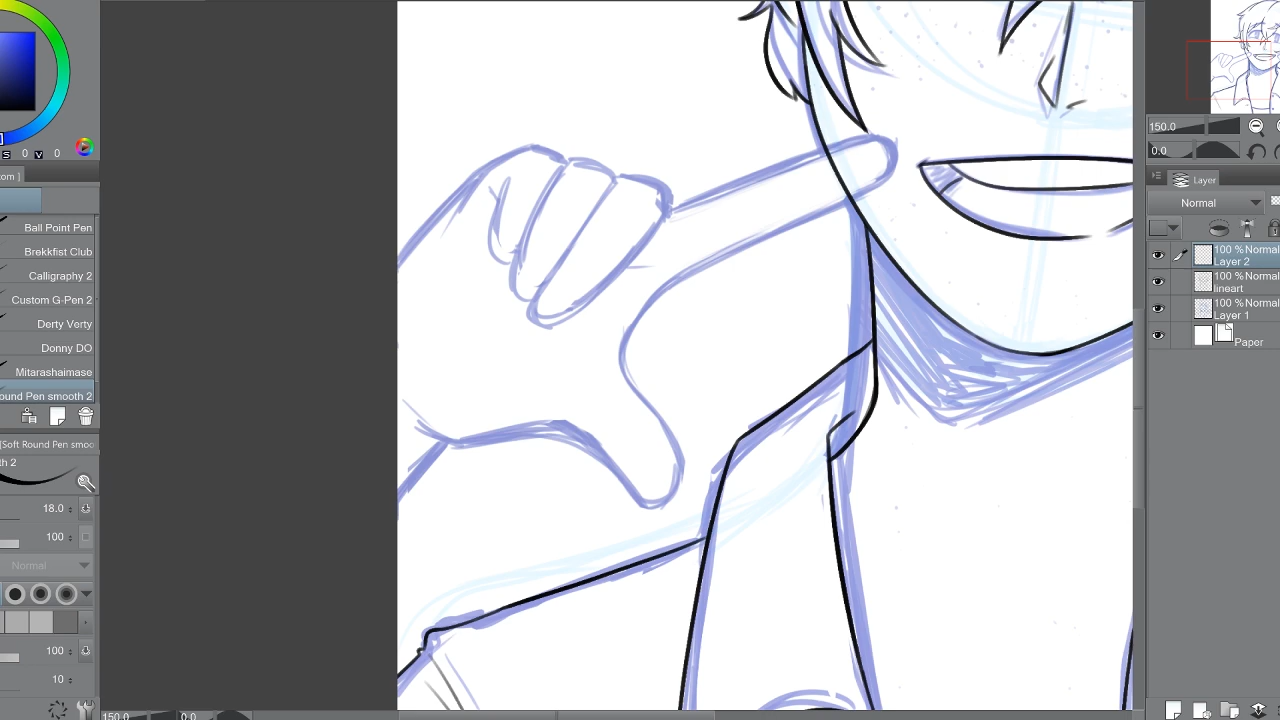 S 0 V 0
om ]
Ball Point Pen
Brekkfist Club
Calligraphy 2
Custom G-Pen 2
Derty Verty
Donny DO
Mitarashaimase
ound Pen smooth 2
[Soft Round Pen smoo
th 2
18.0
100
Normal
100
10
150.0 0.0
150.0
0.0
Layer
Normal
100 %Normal
Layer 2
100 %Normal
lineart
100 %Normal
Layer 1
Paper